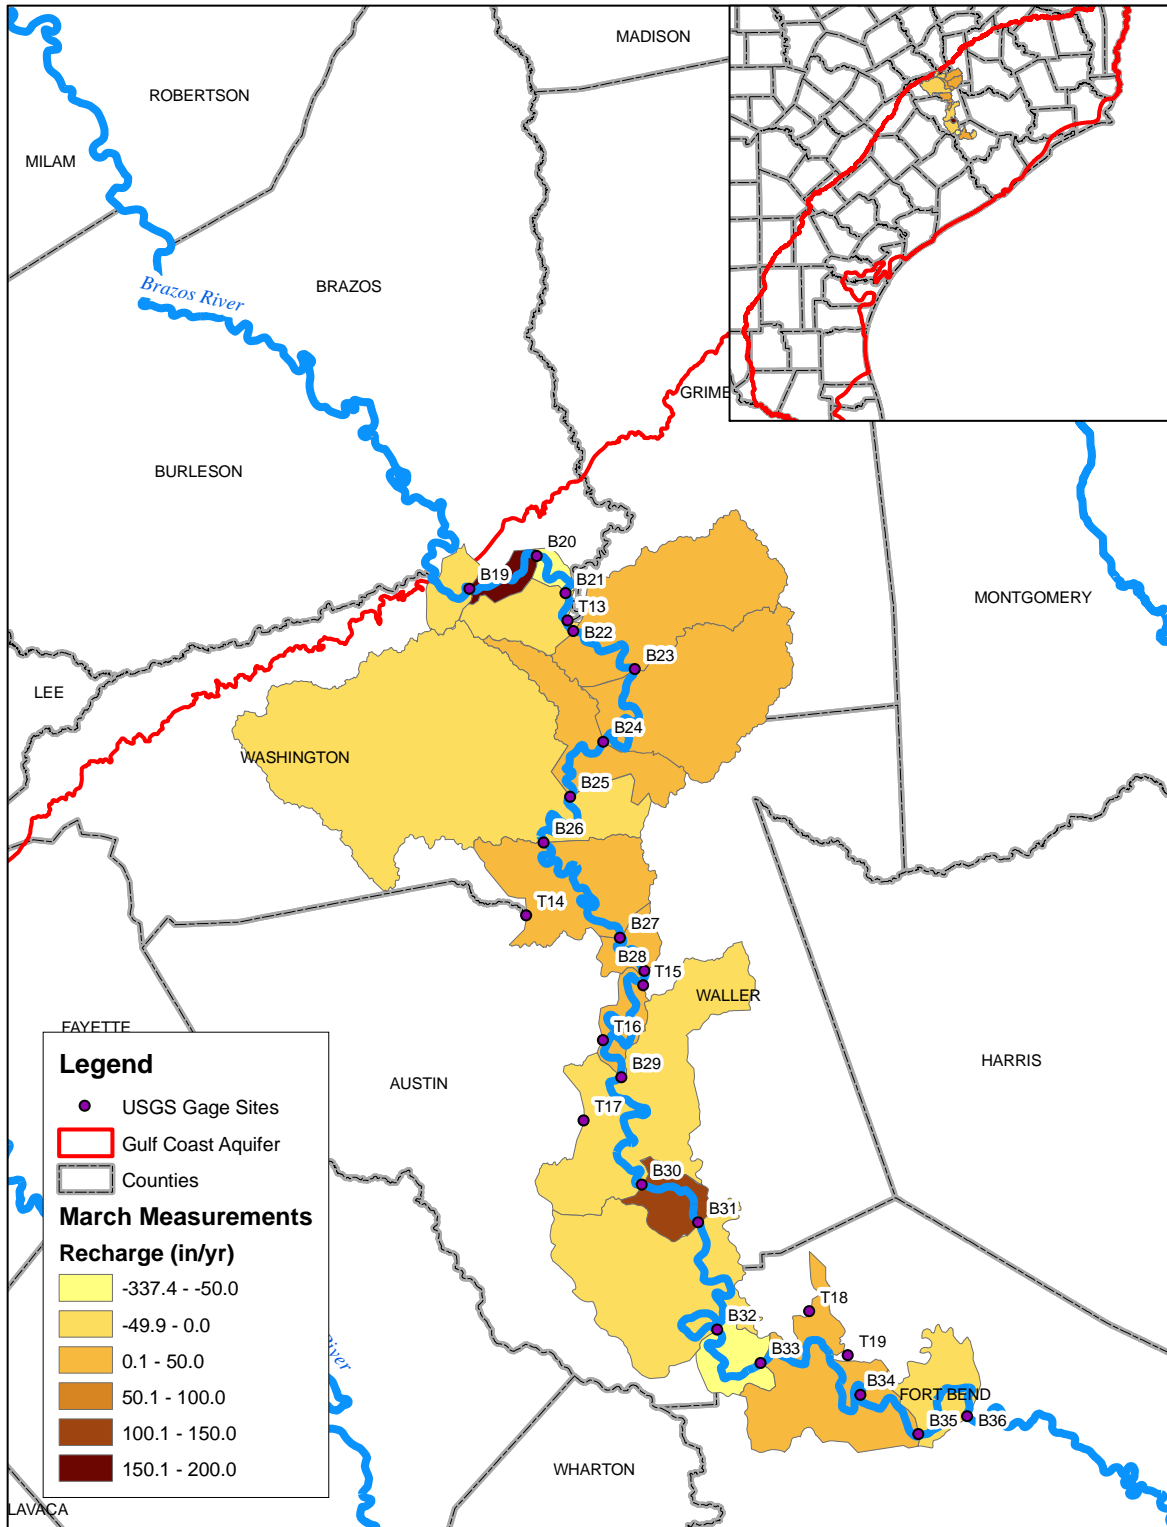 MADISON
ROBERTSON
MILAM
Brazos River
BRAZOS
GRIME
BURLESON
B20
B19
B21
T13
MONTGOMERY
B22
B23
LEE
B24
WASHINGTON
B25
B26
T14
B27
B28
T15
WALLER
FAYETTE
T16
HARRIS
B29
AUSTIN
T17
B30
B31
T18
B32
T19
B33
B34
FORT BEND
B35
B36
WHARTON
River
LAVACA
Legend
USGS Gage Sites
Gulf Coast Aquifer
Counties
March Measurements
Recharge (in/yr)
-337.4 - -50.0
-49.9 - 0.0
0.1 - 50.0
50.1 - 100.0
100.1 - 150.0
150.1 - 200.0